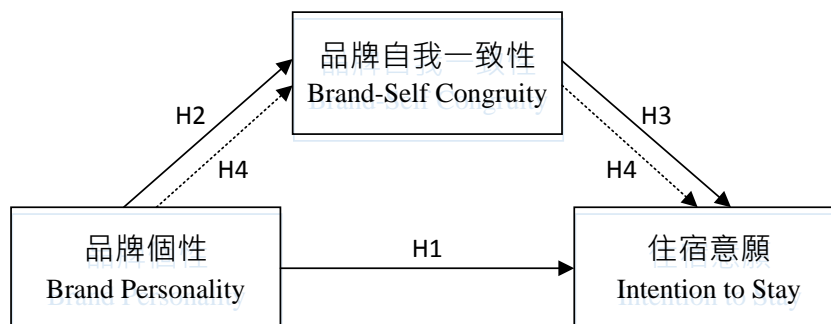 品牌自我一致性
Brand-Self Congruity
H2
H3
H4
H4
品牌個性
Brand Personality
H1
住宿意願
Intention to Stay